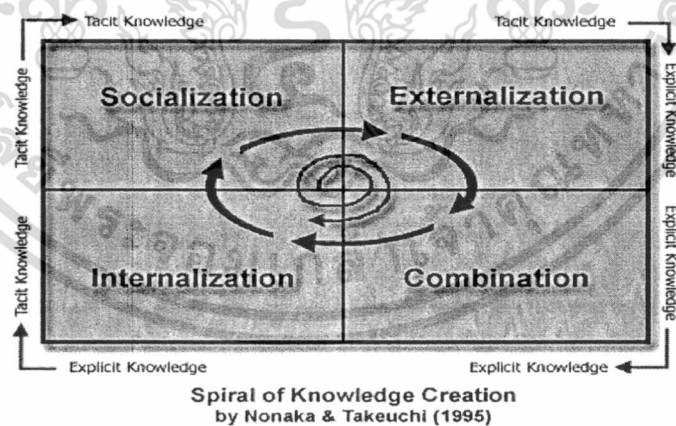 Tacit Knowledge
Tacit Knowledge
Tacit Knowledge
Socialization
Externalization
Explicit Knowledge
Tacit Knowledge
Internalization
Combination
Explicit Knowledge
Explicit Knowledge
Explicit Knowledge
Spiral of Knowledge Creation
by Nonaka & Takeuchi (1995)